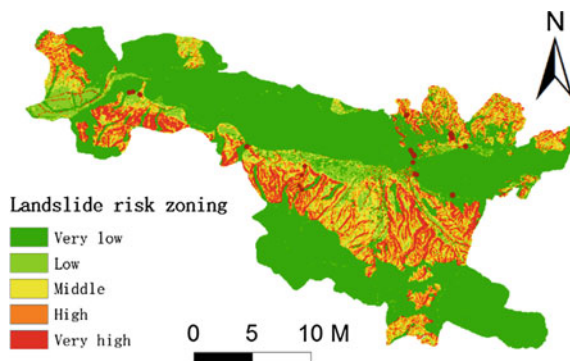 N
Landslide risk zoning
Very low
Low
Middle
High
Very high
0 5 10 M